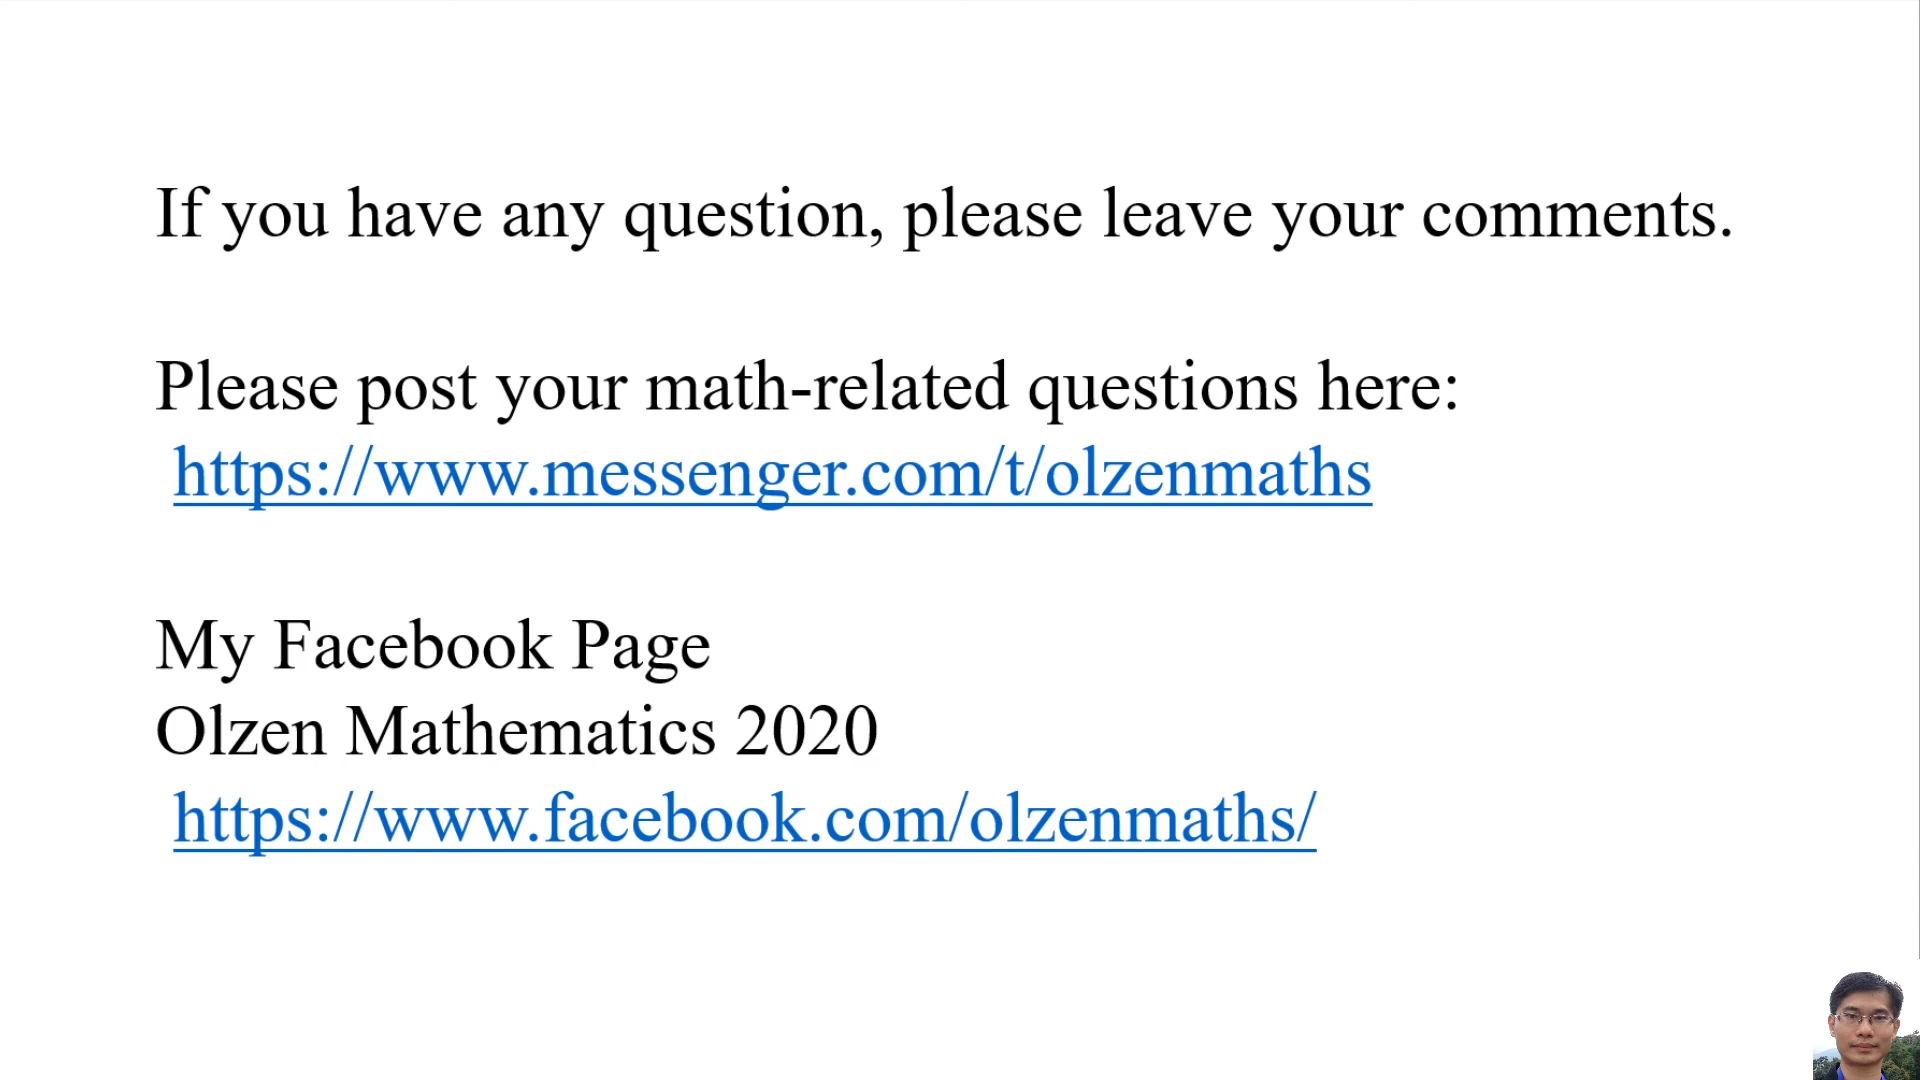 If you have any question, please leave your comments.
Please post your math-related questions here:
https://www.messenger.com/t/olzenmaths
My Facebook Page
Olzen Mathematics 2020
https://www.facebook.com/olzenmaths/